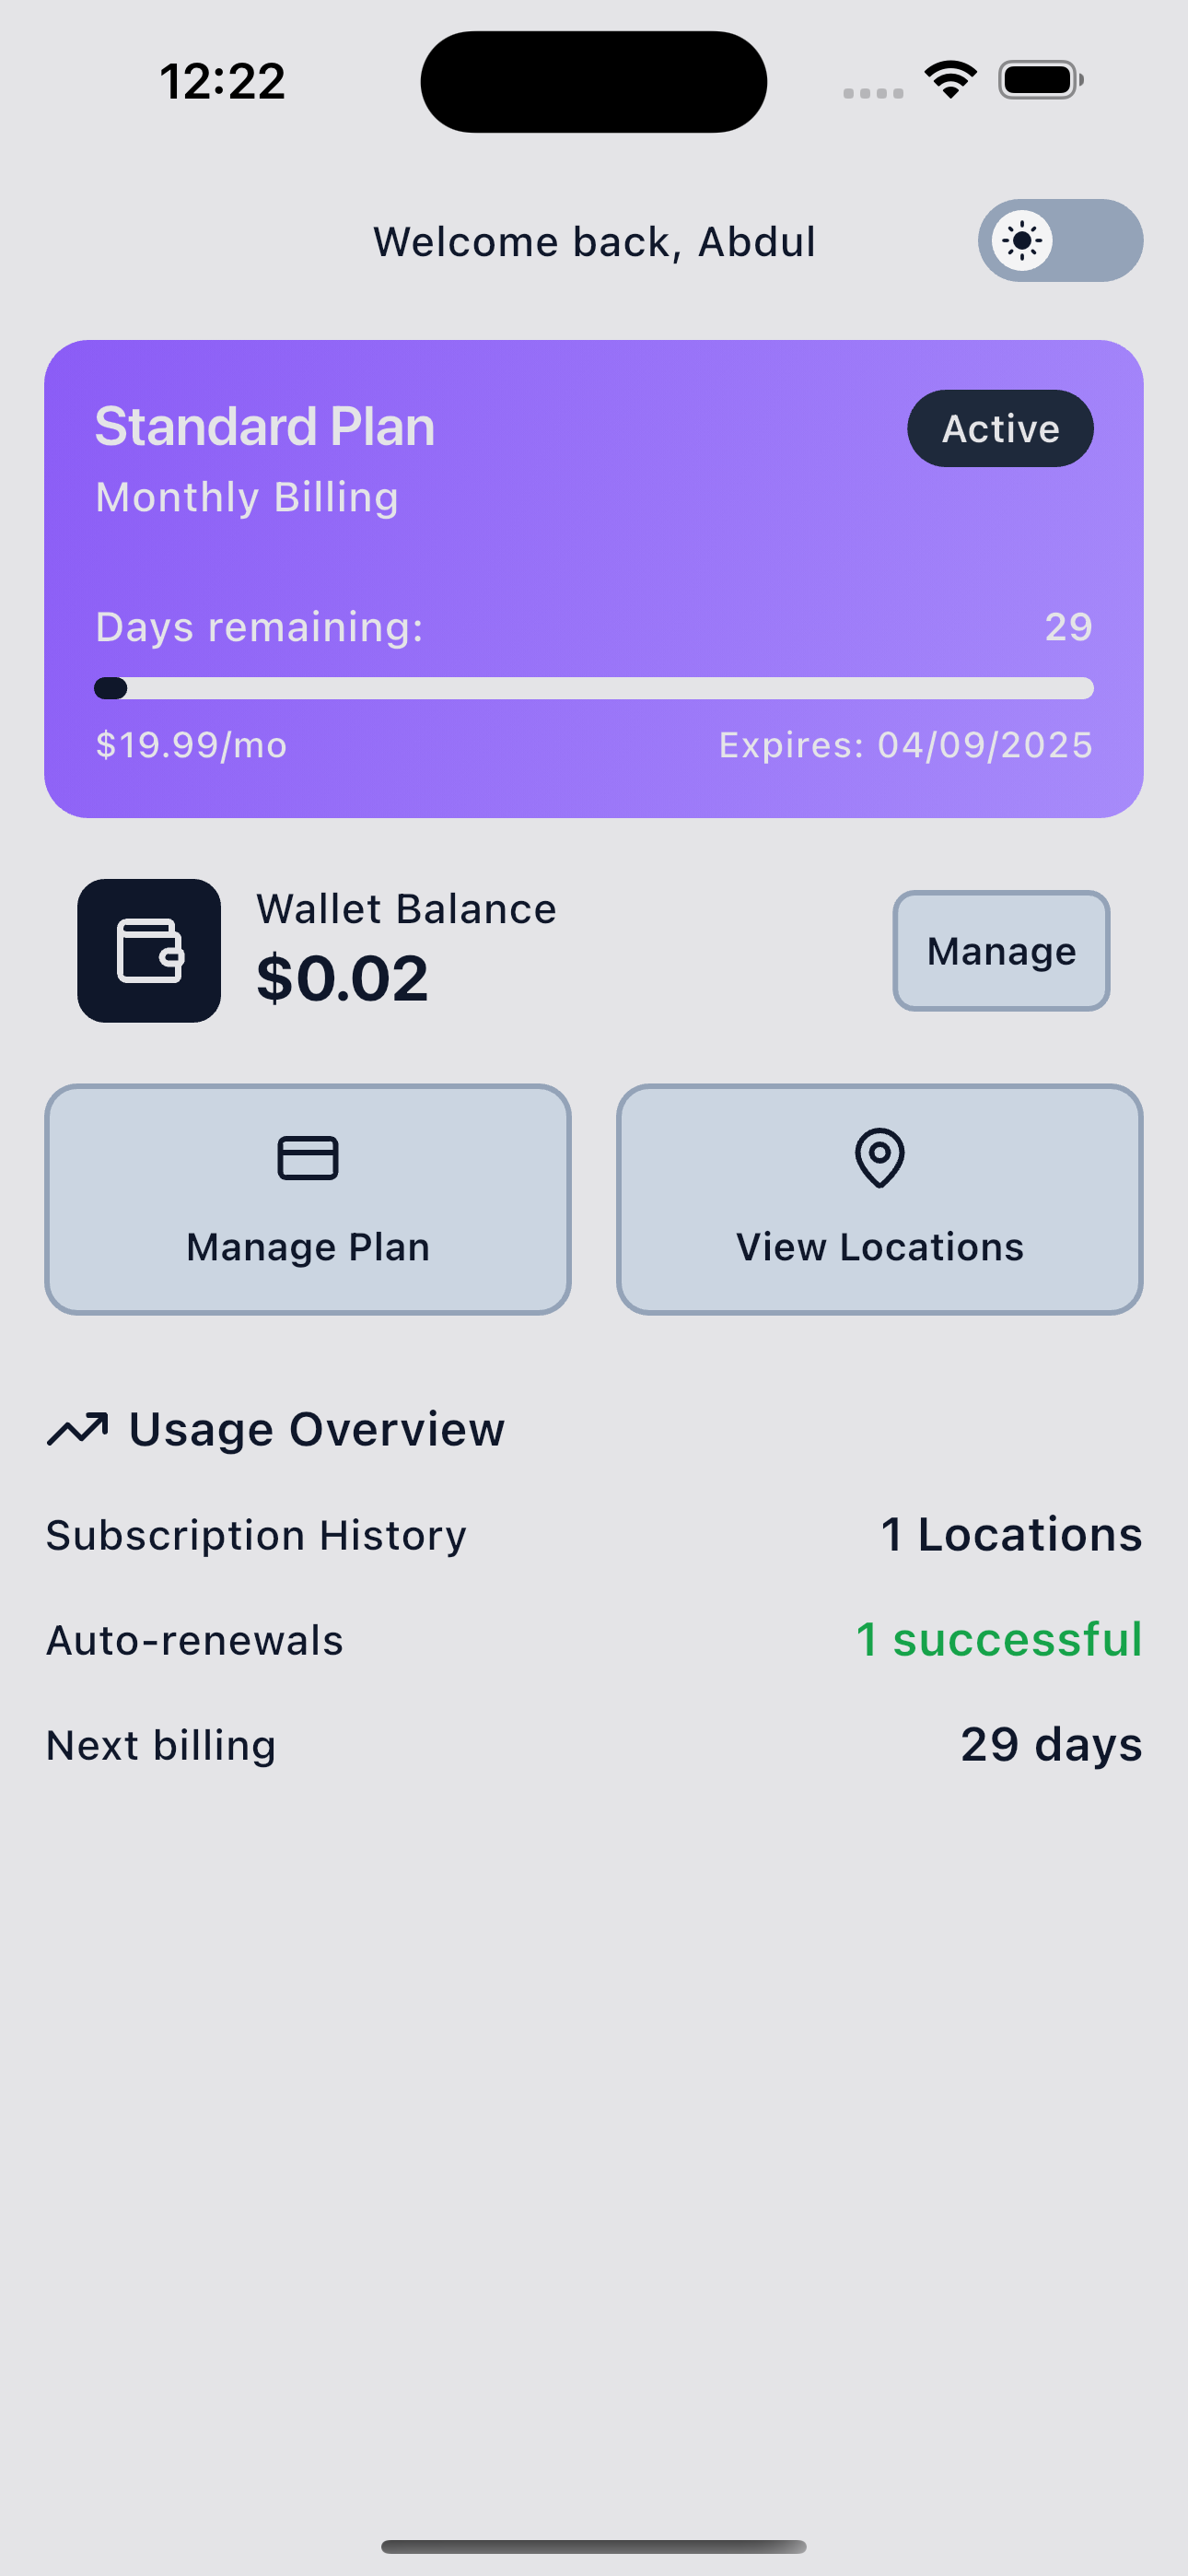 12:22
Welcome back, Abdul
Standard Plan
Active
Monthly Billing
Days remaining:
29
$19.99/mo
Expires: 04/09/2025
Wallet Balance
$0.02
Manage
Manage Plan
View Locations
Usage Overview
Subscription History
1 Locations
Auto-renewals
1 successful
Next billing
29 days